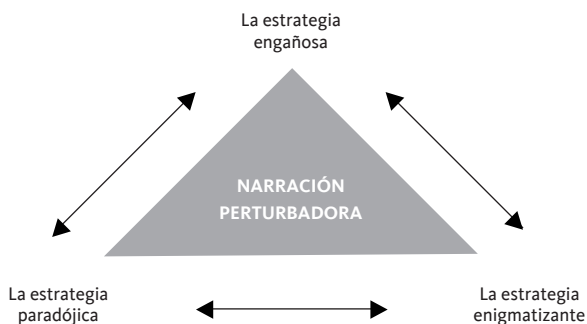 La estrategia
engañosa
NARRACIÓN
PERTURBADORA
La estrategia
paradójica
La estrategia
enigmatizante